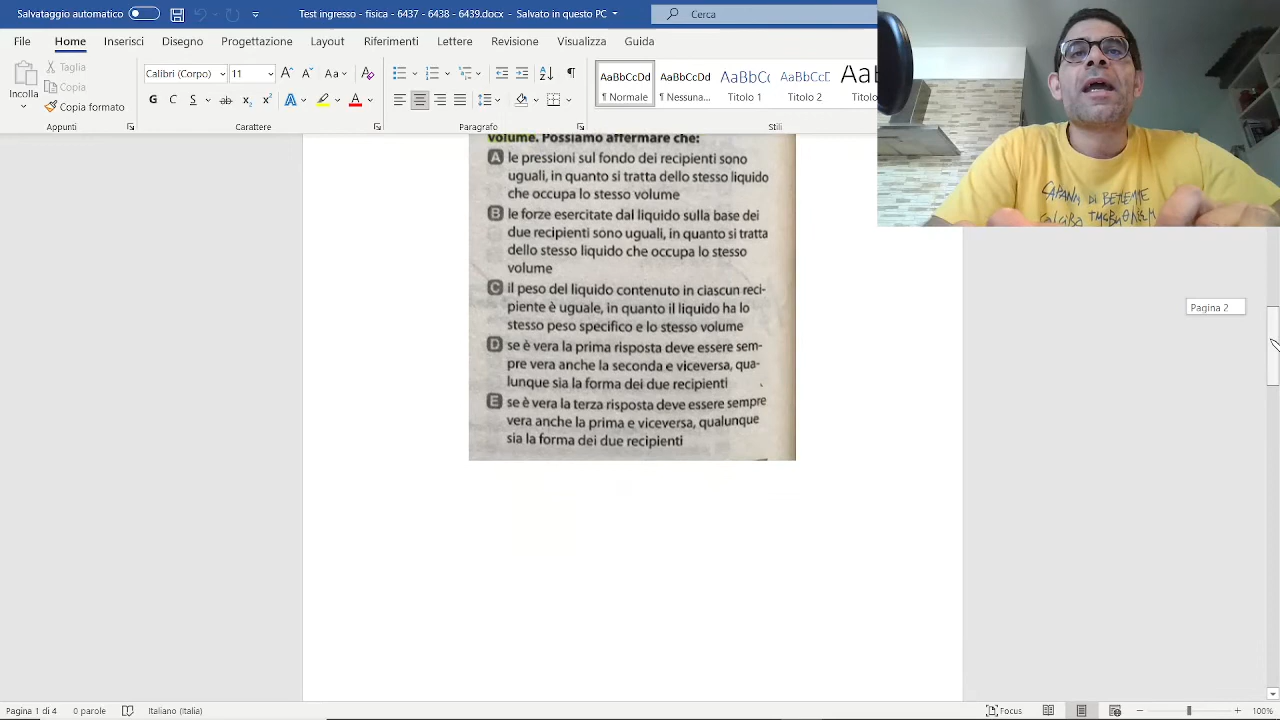 Salvataggio automatico
Test ingegneria - 6437 - 6438 - 6439.docx • Salvato in questo PC
Cerca
File Home Inserisci Disegno Progettazione Layout Riferimenti Lettere Revisione Visualizza Guida
Incolla
Taglia
Copia
Copia formato
Appunti
Calibri (Corpo) 11
Aa
G
Carattere
Paragrafo
AaBbCcDd
¶ Normale
AaBbCcDd
¶ Nessuna...
AaBbCc
Titolo 1
AaBbCcD
Titolo 2
Stili
volume. Possiamo affermare che:
A le pressioni sul fondo dei recipienti sono
uguali, in quanto si tratta dello stesso liquido
che occupa lo stesso volume
B le forze esercitate dal liquido sulla base dei
due recipienti sono uguali, in quanto si tratta
dello stesso liquido che occupa lo stesso
volume
C il peso del liquido contenuto in ciascun reci-
piente è uguale, in quanto il liquido ha lo
stesso peso specifico e lo stesso volume
D se è vera la prima risposta deve essere sem-
pre vera anche la seconda e viceversa, qua-
lunque sia la forma dei due recipienti
E se è vera la terza risposta deve essere sempre
vera anche la prima e viceversa, qualunque
sia la forma dei due recipienti
CAPANNA DI BETLEMME
Pagina 2
Pagina 1 di 4 0 parole Italiano (Italia)
Focus
100%